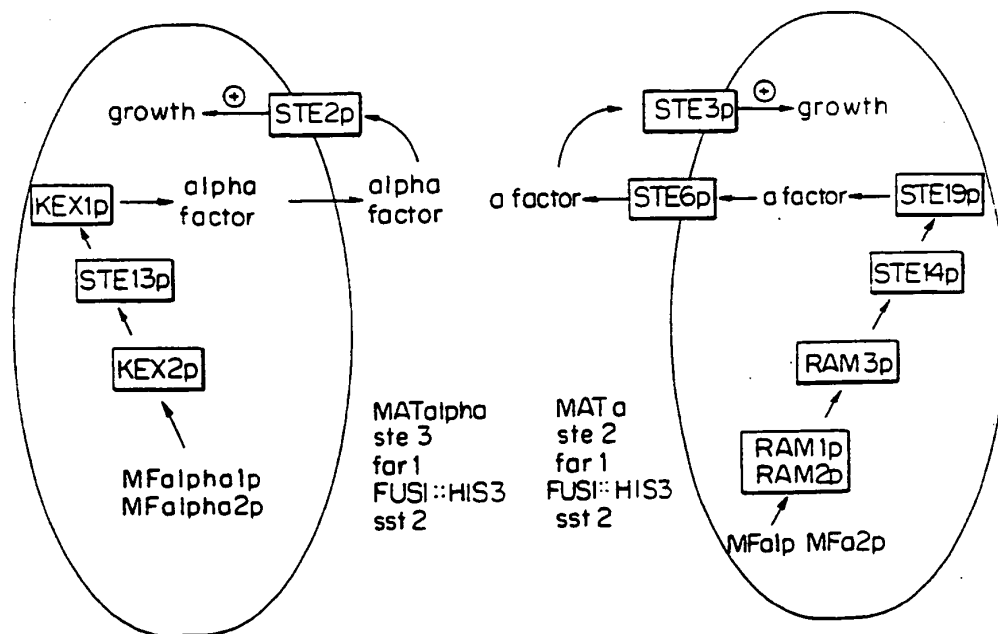 growth
+
STE2p
KEX1p
alpha
factor
alpha
factor
STE13p
KEX2p
MFalpha1p
MFalpha2p
MATalpha
ste 3
far 1
FUS1::HIS3
sst 2
MATa
ste 2
far 1
FUS1::HIS3
sst 2
STE3p
+
growth
a factor
STE6p
a factor
STE19p
STE14p
RAM3p
RAM1p
RAM2p
MFa1p MFa2p